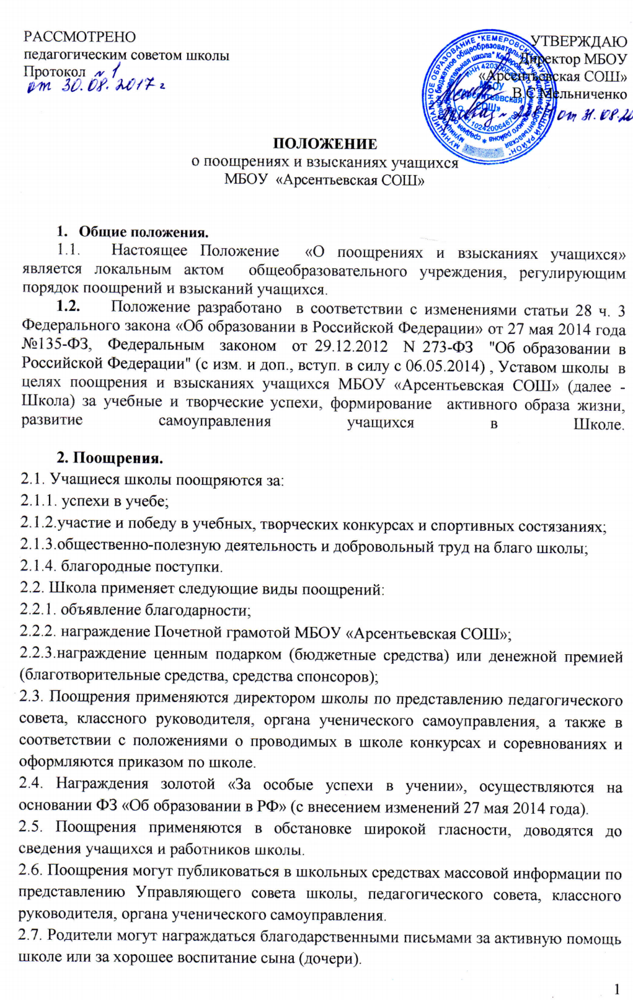 РАССМОТРЕНО
педагогическим советом школы
Протокол №1
от 30.08.2017 г
УТВЕРЖДАЮ
Директор МБОУ
«Арсентьевская СОШ»
В.С.Мельниченко
от 31.08.20
МБОУ
«Арсентьевская
СОШ»
ПОЛОЖЕНИЕ
о поощрениях и взысканиях учащихся
МБОУ «Арсентьевская СОШ»
1. Общие положения.
1.1. Настоящее Положение «О поощрениях и взысканиях учащихся»
является локальным актом общеобразовательного учреждения, регулирующим
порядок поощрений и взысканий учащихся.
1.2. Положение разработано в соответствии с изменениями статьи 28 ч. 3
Федерального закона «Об образовании в Российской Федерации» от 27 мая 2014 года
№135-ФЗ, Федеральным законом от 29.12.2012 N 273-ФЗ "Об образовании в
Российской Федерации" (с изм. и доп., вступ. в силу с 06.05.2014) , Уставом школы в
целях поощрения и взысканиях учащихся МБОУ «Арсентьевская СОШ» (далее -
Школа) за учебные и творческие успехи, формирование активного образа жизни,
развитие самоуправления учащихся в Школе.
2. Поощрения.
2.1. Учащиеся школы поощряются за:
2.1.1. успехи в учебе;
2.1.2.участие и победу в учебных, творческих конкурсах и спортивных состязаниях;
2.1.3.общественно-полезную деятельность и добровольный труд на благо школы;
2.1.4. благородные поступки.
2.2. Школа применяет следующие виды поощрений:
2.2.1. объявление благодарности;
2.2.2. награждение Почетной грамотой МБОУ «Арсентьевская СОШ»;
2.2.3.награждение ценным подарком (бюджетные средства) или денежной премией
(благотворительные средства, средства спонсоров);
2.3. Поощрения применяются директором школы по представлению педагогического
совета, классного руководителя, органа ученического самоуправления, а также в
соответствии с положениями о проводимых в школе конкурсах и соревнованиях и
оформляются приказом по школе.
2.4. Награждения золотой «За особые успехи в учении», осуществляются на
основании ФЗ «Об образовании в РФ» (с внесением изменений 27 мая 2014 года).
2.5. Поощрения применяются в обстановке широкой гласности, доводятся до
сведения учащихся и работников школы.
2.6. Поощрения могут публиковаться в школьных средствах массовой информации по
представлению Управляющего совета школы, педагогического совета, классного
руководителя, органа ученического самоуправления.
2.7. Родители могут награждаться благодарственными письмами за активную помощь
школе или за хорошее воспитание сына (дочери).
1